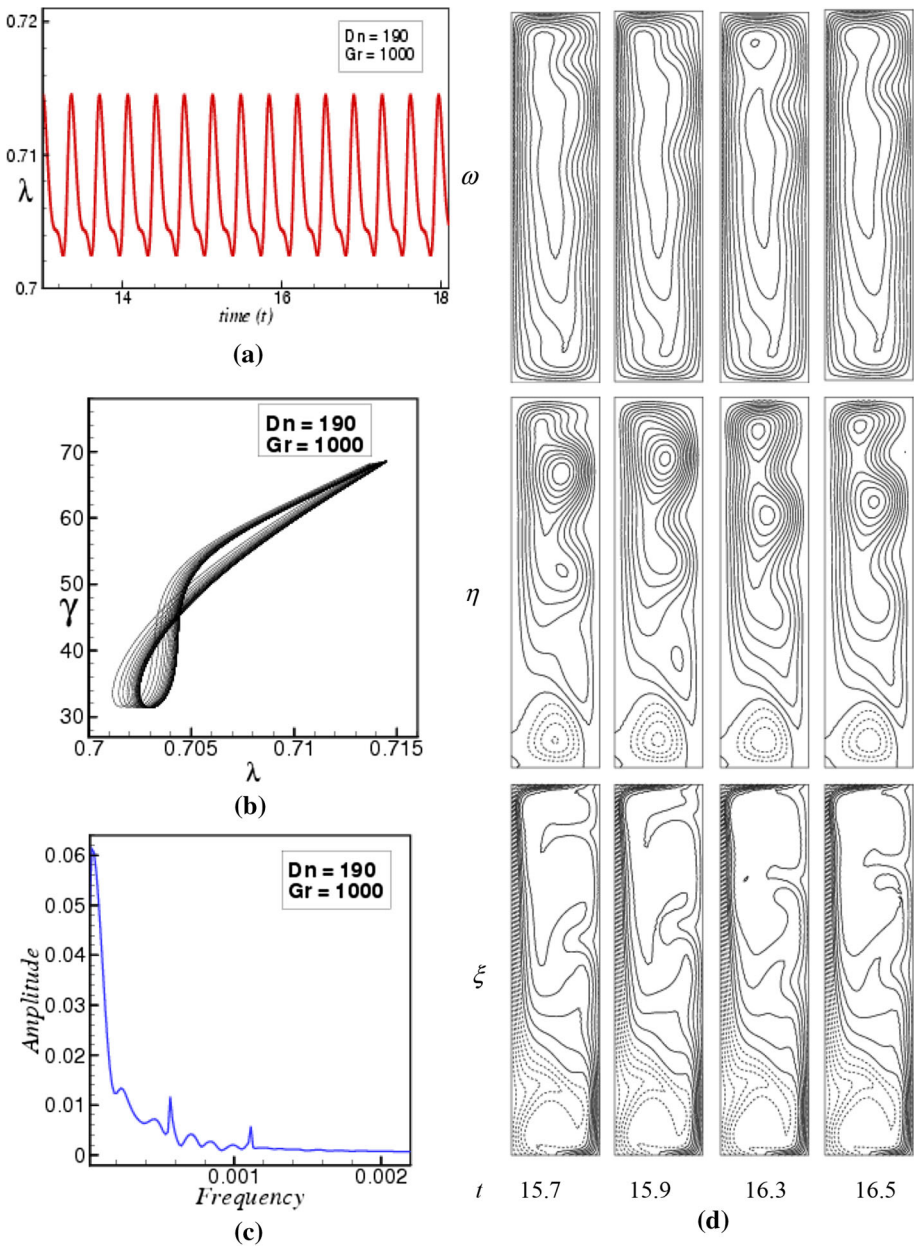 0.72
0.71
0.7
λ
Dn = 190
Gr = 1000
14
16
18
time (t)
(a)
70
60
50
40
30
γ
Dn = 190
Gr = 1000
0.7
0.705
0.71
0.715
λ
(b)
0.06
0.05
0.04
0.03
0.02
0.01
0
Amplitude
Dn = 190
Gr = 1000
0.001
0.002
Frequency
(c)
ω
η
ξ
t 15.7 15.9 16.3 16.5
(d)